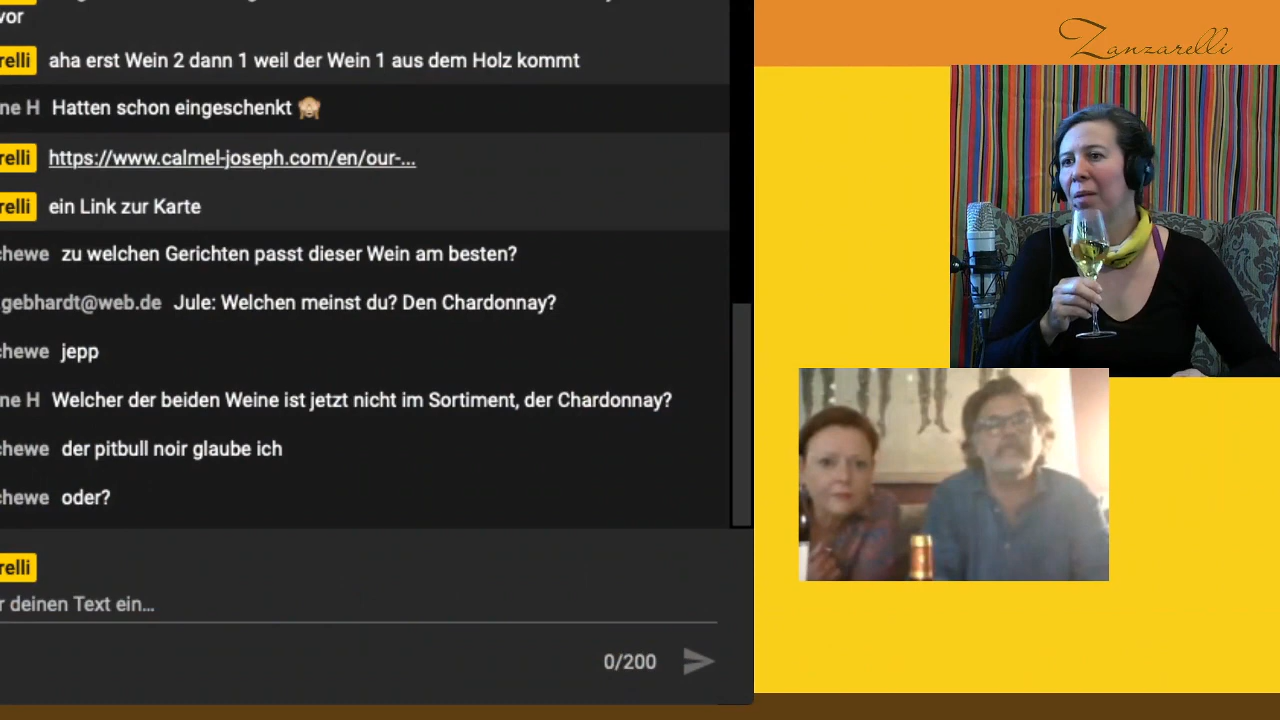 vor
relli aha erst Wein 2 dann 1 weil der Wein 1 aus dem Holz kommt
ne H Hatten schon eingeschenkt 🙈
relli https://www.calmel-joseph.com/en/our-...
relli ein Link zur Karte
chewe zu welchen Gerichten passt dieser Wein am besten?
.gebhardt@web.de Jule: Welchen meinst du? Den Chardonnay?
chewe jepp
ne H Welcher der beiden Weine ist jetzt nicht im Sortiment, der Chardonnay?
chewe der pitbull noir glaube ich
chewe oder?
relli
r deinen Text ein...
0/200
Zanzarelli